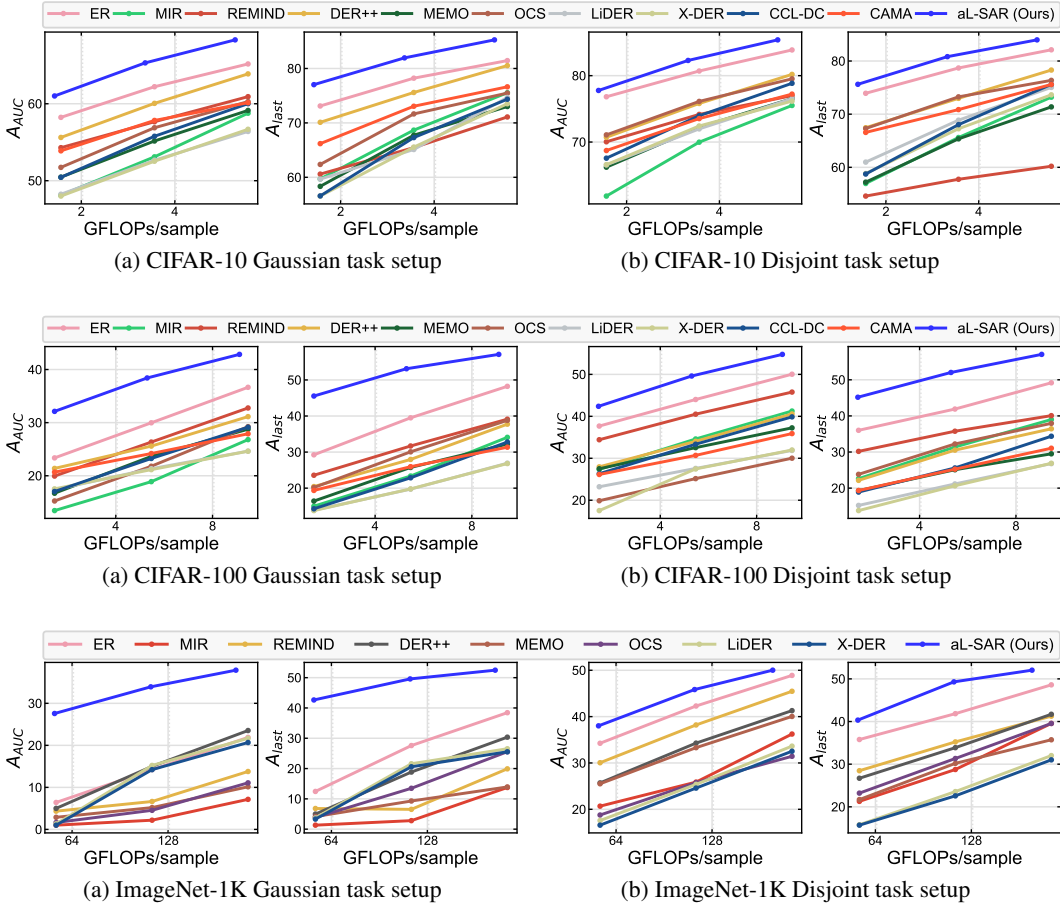 ER MIR REMIND DER++ MEMO OCS LiDER X-DER CCL-DC CAMA aL-SAR (Ours)
60
50
A_AUC
2 4
GFLOPs/sample
80
70
60
A_last
2 4
GFLOPs/sample
80
70
A_AUC
2 4
GFLOPs/sample
80
70
60
A_last
2 4
GFLOPs/sample
(a) CIFAR-10 Gaussian task setup
(b) CIFAR-10 Disjoint task setup
ER MIR REMIND DER++ MEMO OCS LiDER X-DER CCL-DC CAMA aL-SAR (Ours)
40
30
20
A_AUC
4 8
GFLOPs/sample
50
40
30
20
A_last
4 8
GFLOPs/sample
50
40
30
20
A_AUC
4 8
GFLOPs/sample
50
40
30
20
A_last
4 8
GFLOPs/sample
(a) CIFAR-100 Gaussian task setup
(b) CIFAR-100 Disjoint task setup
ER MIR REMIND DER++ MEMO OCS LiDER X-DER aL-SAR (Ours)
30
20
10
0
A_AUC
64 128
GFLOPs/sample
50
40
30
20
10
0
A_last
64 128
GFLOPs/sample
50
40
30
20
A_AUC
64 128
GFLOPs/sample
50
40
30
20
A_last
64 128
GFLOPs/sample
(a) ImageNet-1K Gaussian task setup
(b) ImageNet-1K Disjoint task setup